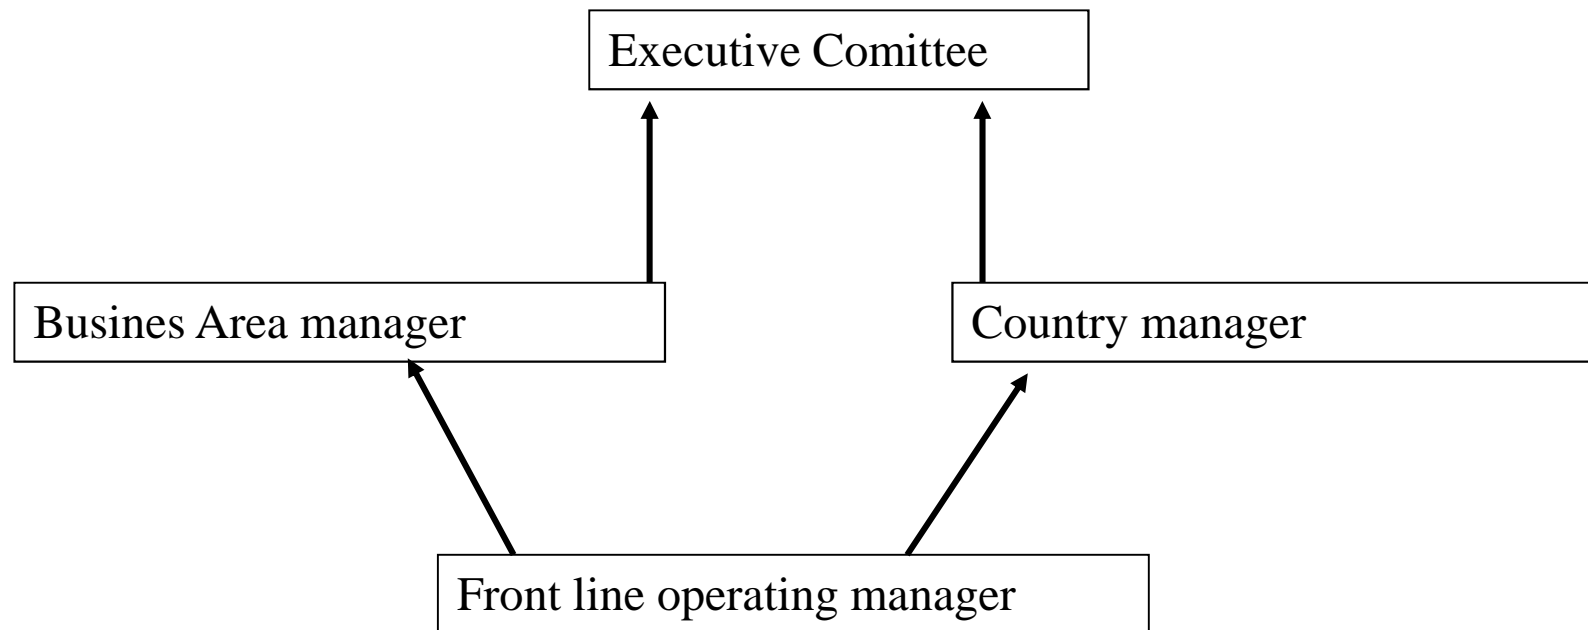 Executive Comittee
Busines Area manager
Country manager
Front line operating manager